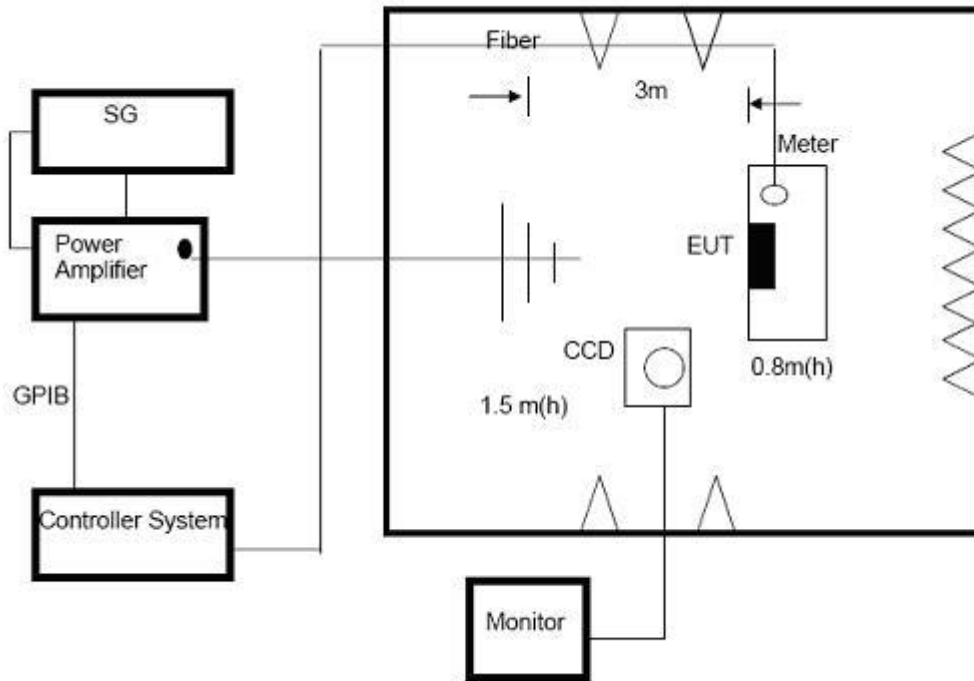 Fiber
3m
SG
Meter
Power
Amplifier
EUT
CCD
0.8m(h)
GPIB
1.5 m(h)
Controller System
Monitor